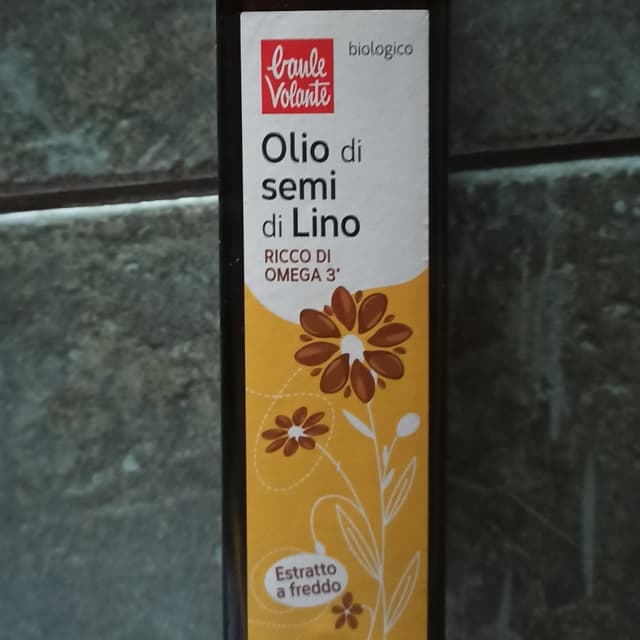 baule
Volante
biologico
Olio di
semi
di Lino
RICCO DI
OMEGA 3*
Estratto
a freddo